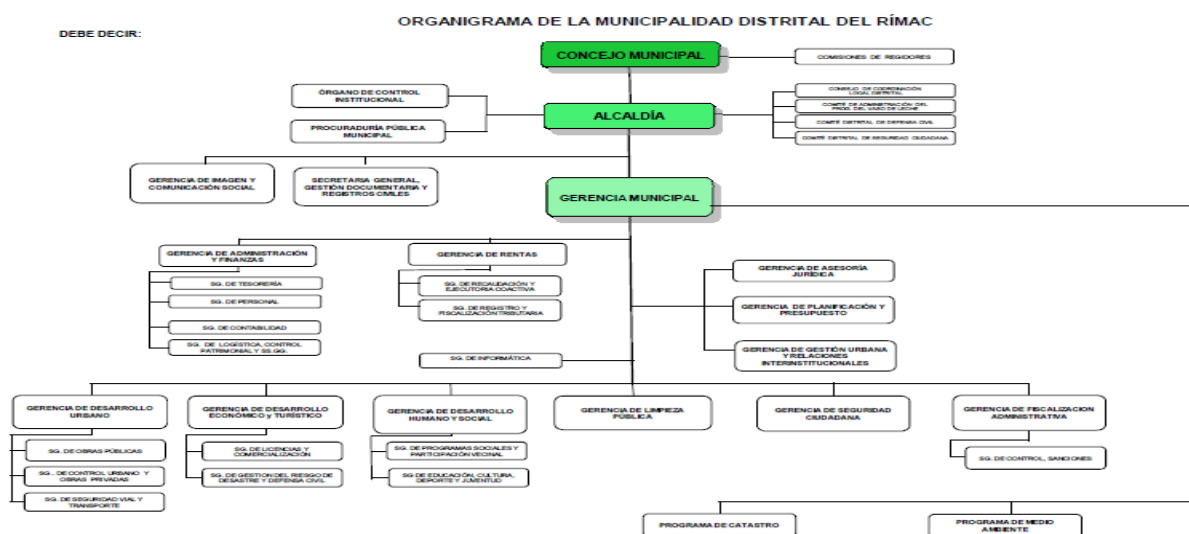 ORGANIGRAMA DE LA MUNICIPALIDAD DISTRITAL DEL RÍMAC
DEBE DECIR:
CONCEJO MUNICIPAL
COMISIONES DE REGIDORES
ÓRGANO DE CONTROL
INSTITUCIONAL
PROCURADURÍA PÚBLICA
MUNICIPAL
ALCALDÍA
CONSEJO DE COORDINACIÓN
LOCAL DISTRITAL
COMITÉ DE ADMINISTRACIÓN DEL
PROG. DEL VASO DE LECHE
COMITÉ DISTRITAL DE DEFENSA CIVIL
COMITÉ DISTRITAL DE SEGURIDAD CIUDADANA
GERENCIA DE IMAGEN Y
COMUNICACIÓN SOCIAL
SECRETARIA GENERAL,
GESTIÓN DOCUMENTARIA Y
REGISTROS CIVILES
GERENCIA MUNICIPAL
GERENCIA DE ADMINISTRACIÓN
Y FINANZAS
SG. DE TESORERÍA
SG. DE PERSONAL
SG. DE CONTABILIDAD
SG. DE LOGÍSTICA, CONTROL
PATRIMONIAL Y SS.GG.
GERENCIA DE RENTAS
SG. DE RECAUDACIÓN Y
EJECUTORIA COACTIVA
SG. DE REGISTRO Y
FISCALIZACIÓN TRIBUTARIA
SG. DE INFORMÁTICA
GERENCIA DE ASESORÍA
JURÍDICA
GERENCIA DE PLANIFICACIÓN Y
PRESUPUESTO
GERENCIA DE GESTIÓN URBANA
Y RELACIONES
INTERINSTITUCIONALES
GERENCIA DE DESARROLLO
URBANO
SG. DE OBRAS PÚBLICAS
SG.. DE CONTROL URBANO Y
OBRAS PRIVADAS
SG. DE SEGURIDAD VIAL Y
TRANSPORTE
GERENCIA DE DESARROLLO
ECONÓMICO y TURÍSTICO
SG. DE LICENCIAS Y
COMERCIALIZACIÓN
SG. DE GESTION DEL RIESGO DE
DESASTRE Y DEFENSA CIVIL
GERENCIA DE DESARROLLO
HUMANO Y SOCIAL
SG. DE PROGRAMAS SOCIALES Y
PARTICIPACIÓN VECINAL
SG DE EDUCACIÓN, CULTURA,
DEPORTE Y JUVENTUD
GERENCIA DE LIMPIEZA
PÚBLICA
GERENCIA DE SEGURIDAD
CIUDADANA
GERENCIA DE FISCALIZACION
ADMINISTRATIVA
SG DE CONTROL, SANCIONES
PROGRAMA DE CATASTRO
PROGRAMA DE MEDIO
AMBIENTE